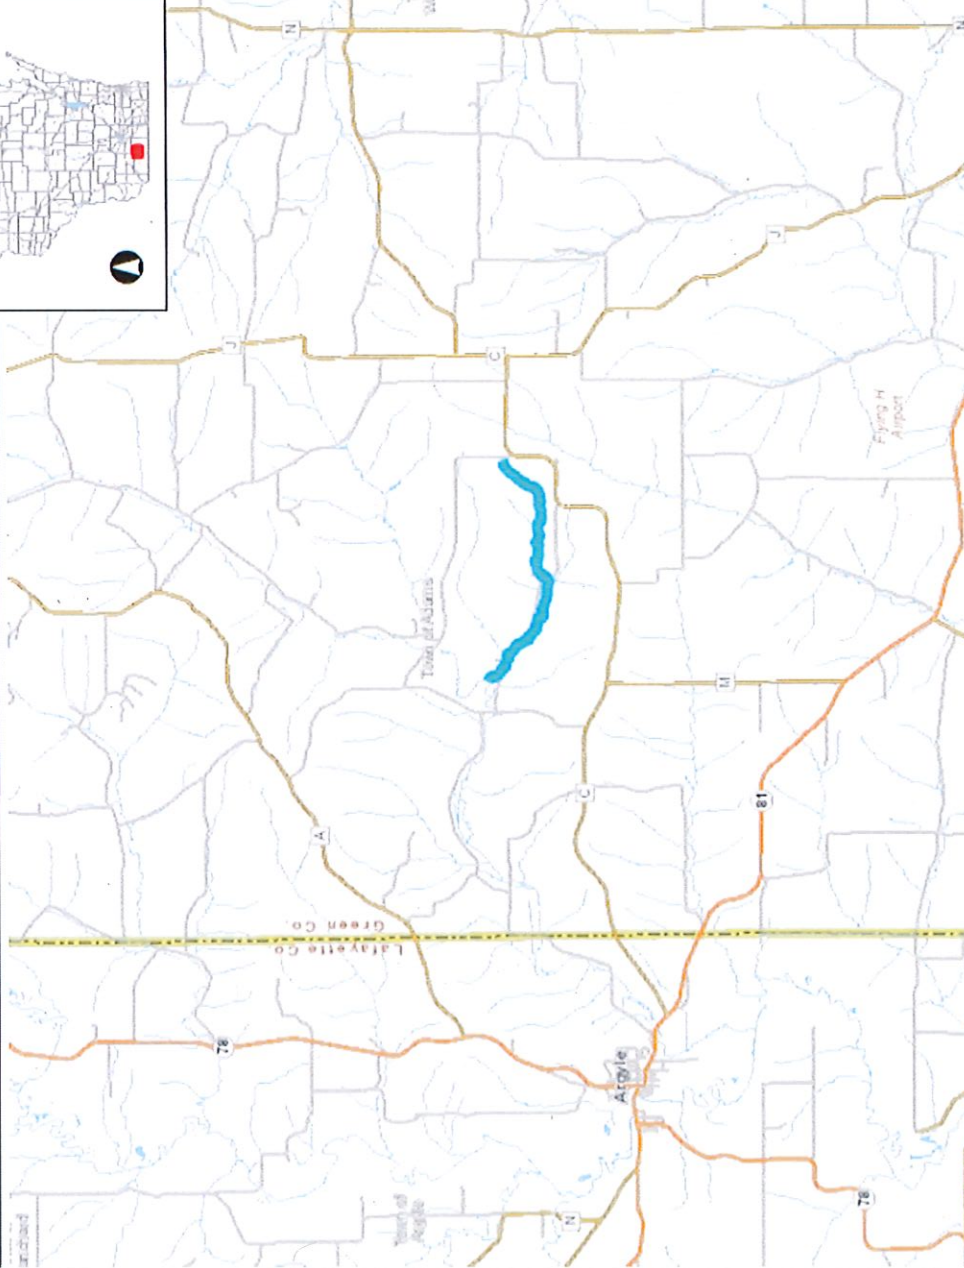 N
J
C
J
N
Flying H
Airport
Town of Adams
M
A
C
81
Green Co.
Lafayette Co
78
Argyle
Town of
Argyle
N
78